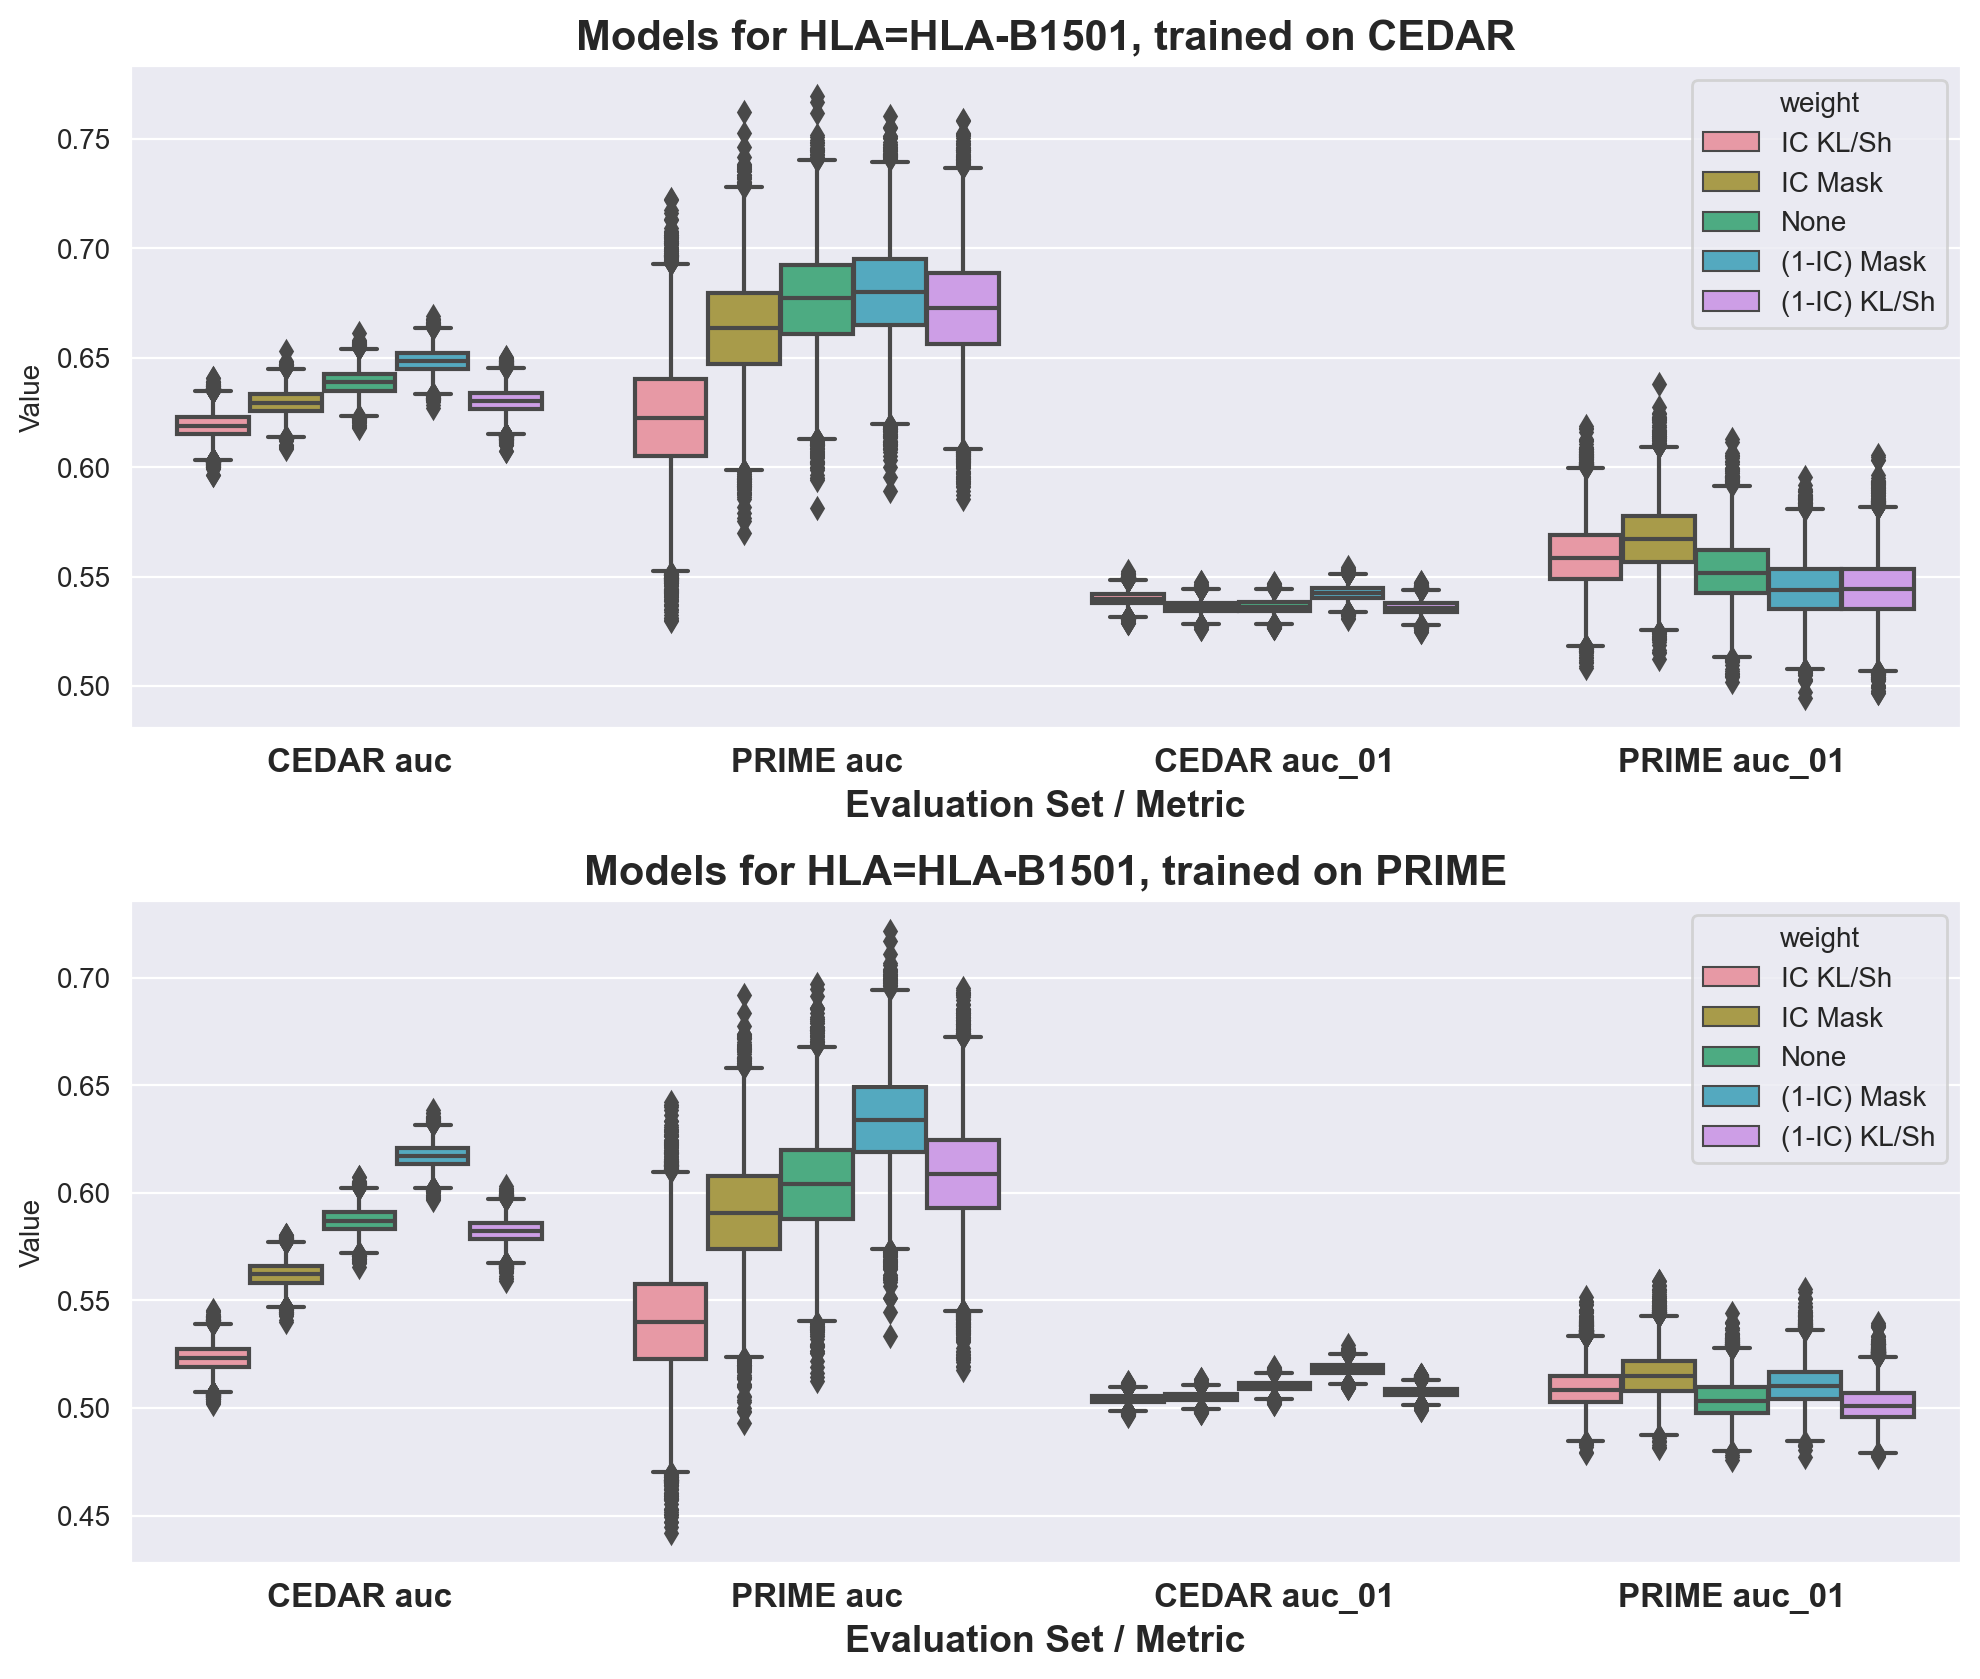 Models for HLA=HLA-B1501, trained on CEDAR
Value
0.75
0.70
0.65
0.60
0.55
0.50
weight
IC KL/Sh
IC Mask
None
(1-IC) Mask
(1-IC) KL/Sh
CEDAR auc
PRIME auc
CEDAR auc_01
PRIME auc_01
Evaluation Set / Metric
Models for HLA=HLA-B1501, trained on PRIME
Value
0.70
0.65
0.60
0.55
0.50
0.45
weight
IC KL/Sh
IC Mask
None
(1-IC) Mask
(1-IC) KL/Sh
CEDAR auc
PRIME auc
CEDAR auc_01
PRIME auc_01
Evaluation Set / Metric